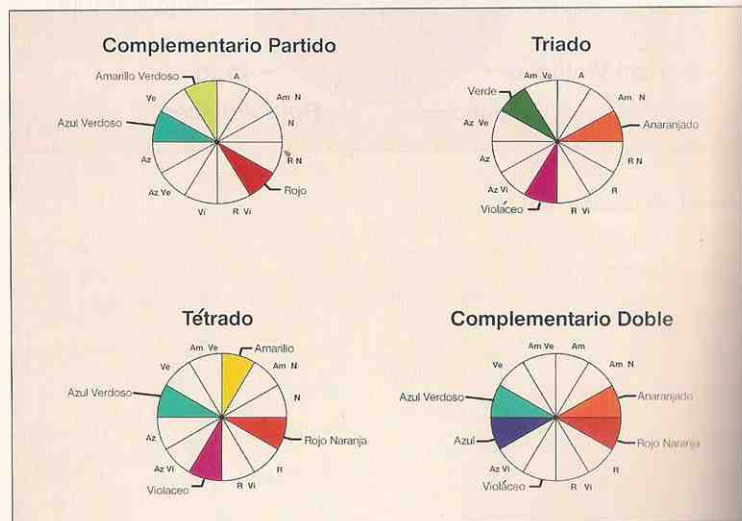 Complementario Partido
Amarillo Verdoso
A
Ve
Am N
Azul Verdoso
N
Az
R N
Az Ve
Rojo
Vi
R Vi
Triado
Am Ve
A
Verde
Am N
Az Ve
Anaranjado
Az
R N
Az Vi
R
Violáceo
R Vi
Tétrado
Am Ve
Amarillo
Ve
Am N
Azul Verdoso
N
Az
Rojo Naranja
Az Vi
R
Violaceo
R Vi
Complementario Doble
Am Ve
Am
Ve
Am N
Azul Verdoso
Anaranjado
Azul
Rojo Naranja
Az Vi
R
Violáceo
R Vi